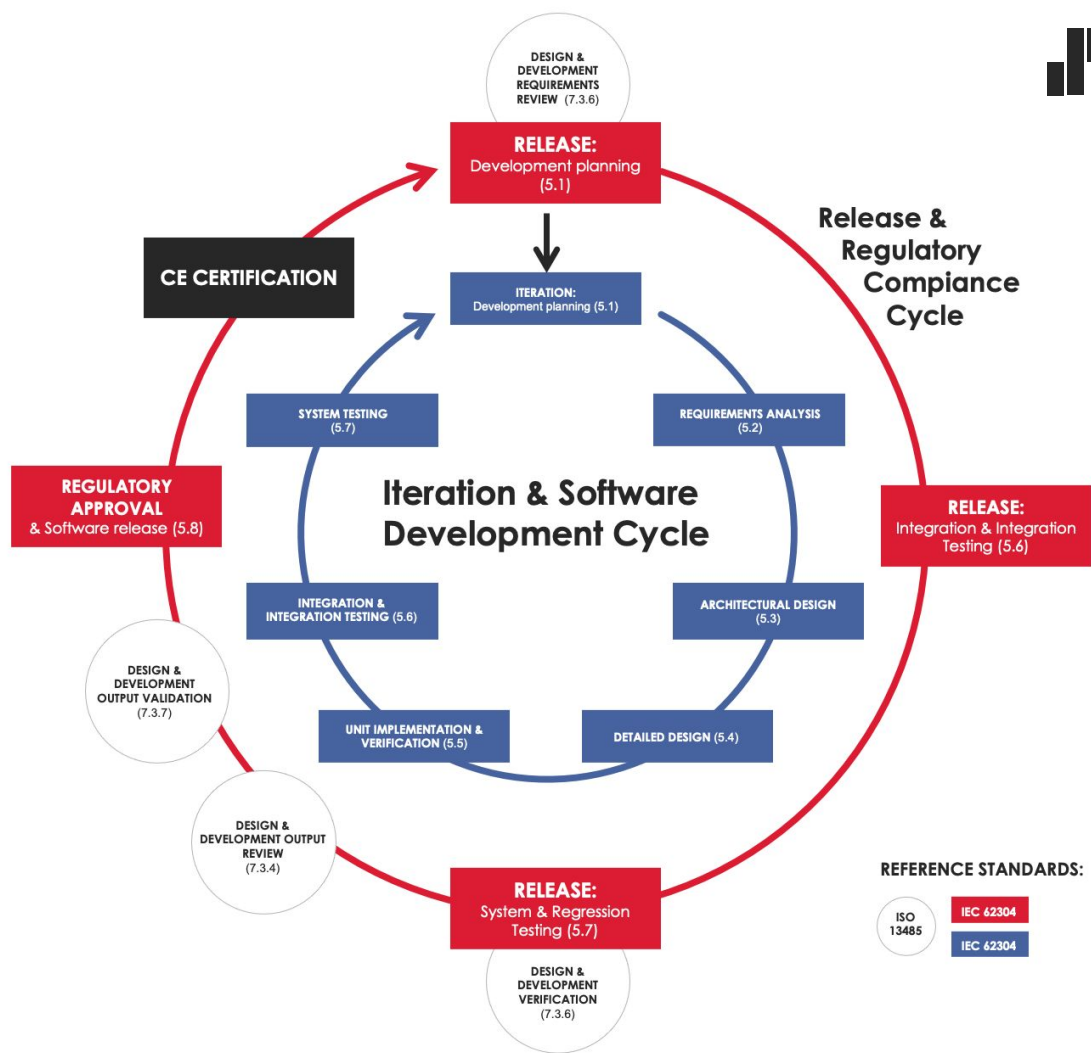 DESIGN &
DEVELOPMENT
REQUIREMENTS
REVIEW (7.3.6)
RELEASE:
Development planning
(5.1)
Release &
Regulatory
Compiance
Cycle
CE CERTIFICATION
ITERATION:
Development planning (5.1)
SYSTEM TESTING
(5.7)
REQUIREMENTS ANALYSIS
(5.2)
Iteration & Software
Development Cycle
REGULATORY
APPROVAL
& Software release (5.8)
RELEASE:
Integration & Integration
Testing (5.6)
INTEGRATION &
INTEGRATION TESTING (5.6)
ARCHITECTURAL DESIGN
(5.3)
DESIGN &
DEVELOPMENT
OUTPUT VALIDATION
(7.3.7)
UNIT IMPLEMENTATION &
VERIFICATION (5.5)
DETAILED DESIGN (5.4)
DESIGN &
DEVELOPMENT OUTPUT
REVIEW
(7.3.4)
RELEASE:
System & Regression
Testing (5.7)
DESIGN &
DEVELOPMENT
VERIFICATION
(7.3.6)
REFERENCE STANDARDS:
ISO
13485
IEC 62304
IEC 62304